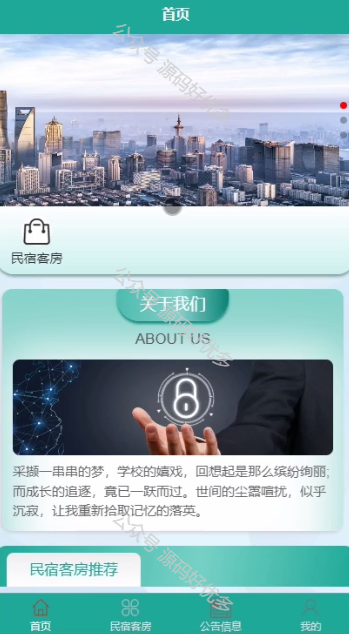 首页
公众号 源码好优多
民宿客房
关于我们
公众号 源码好优多
ABOUT US
采撷一串串的梦，学校的嬉戏，回想起是那么缤纷绚丽;
而成长的追逐，竟已一跃而过。世间的尘嚣喧扰，似乎
沉寂，让我重新拾取记忆的落英。
公众号 源码好优多
民宿客房推荐
首页
民宿客房
公告信息
我的